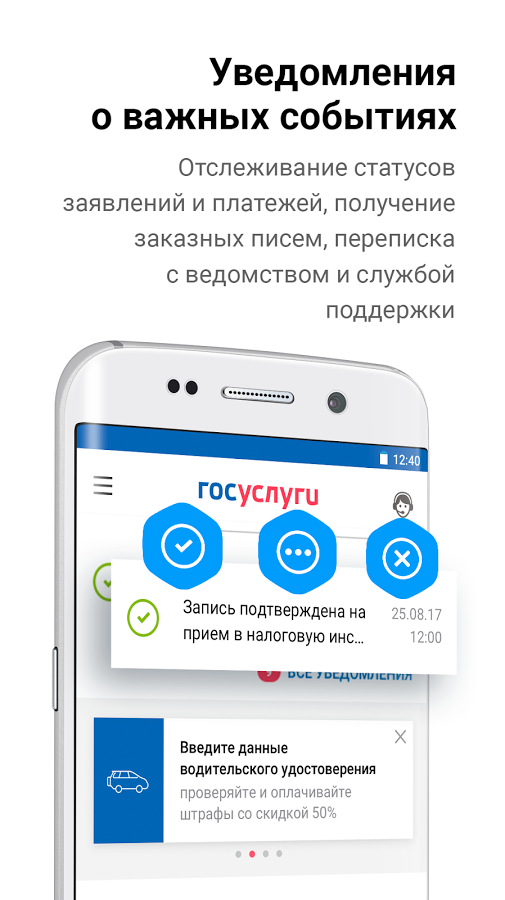 Уведомления
о важных событиях
Отслеживание статусов
заявлений и платежей, получение
заказных писем, переписка
с ведомством и службой
поддержки
12:40
госуслуги
Запись подтверждена на
прием в налоговую инс...
25.08.17
12:00
ВСЕ УВЕДОМЛЕНИЯ
Введите данные
водительского удостоверения
проверяйте и оплачивайте
штрафы со скидкой 50%